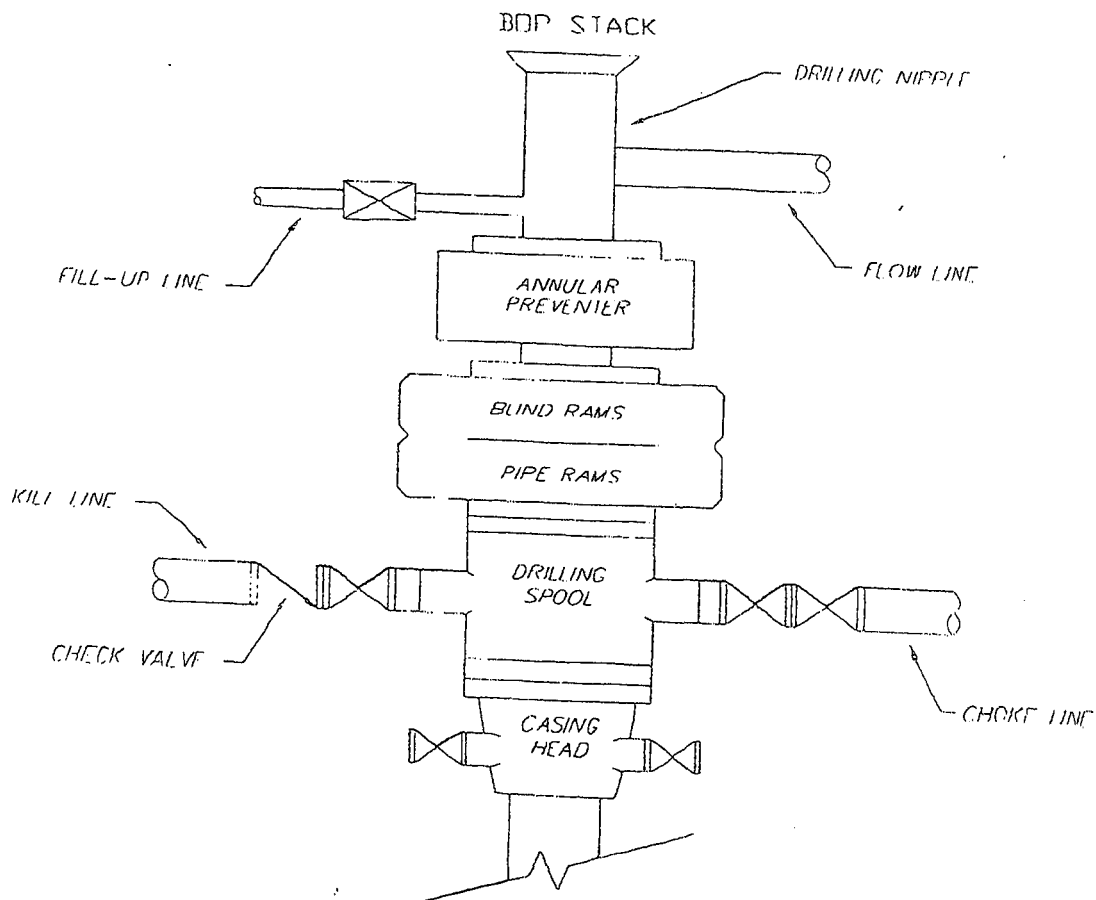 BOP STACK
DRILLING NIPPLE
FILL-UP LINE
FLOW LINE
ANNULAR
PREVENTER
BLIND RAMS
PIPE RAMS
KILL LINE
DRILLING
SPOOL
CHECK VALVE
CHOKE LINE
CASING
HEAD